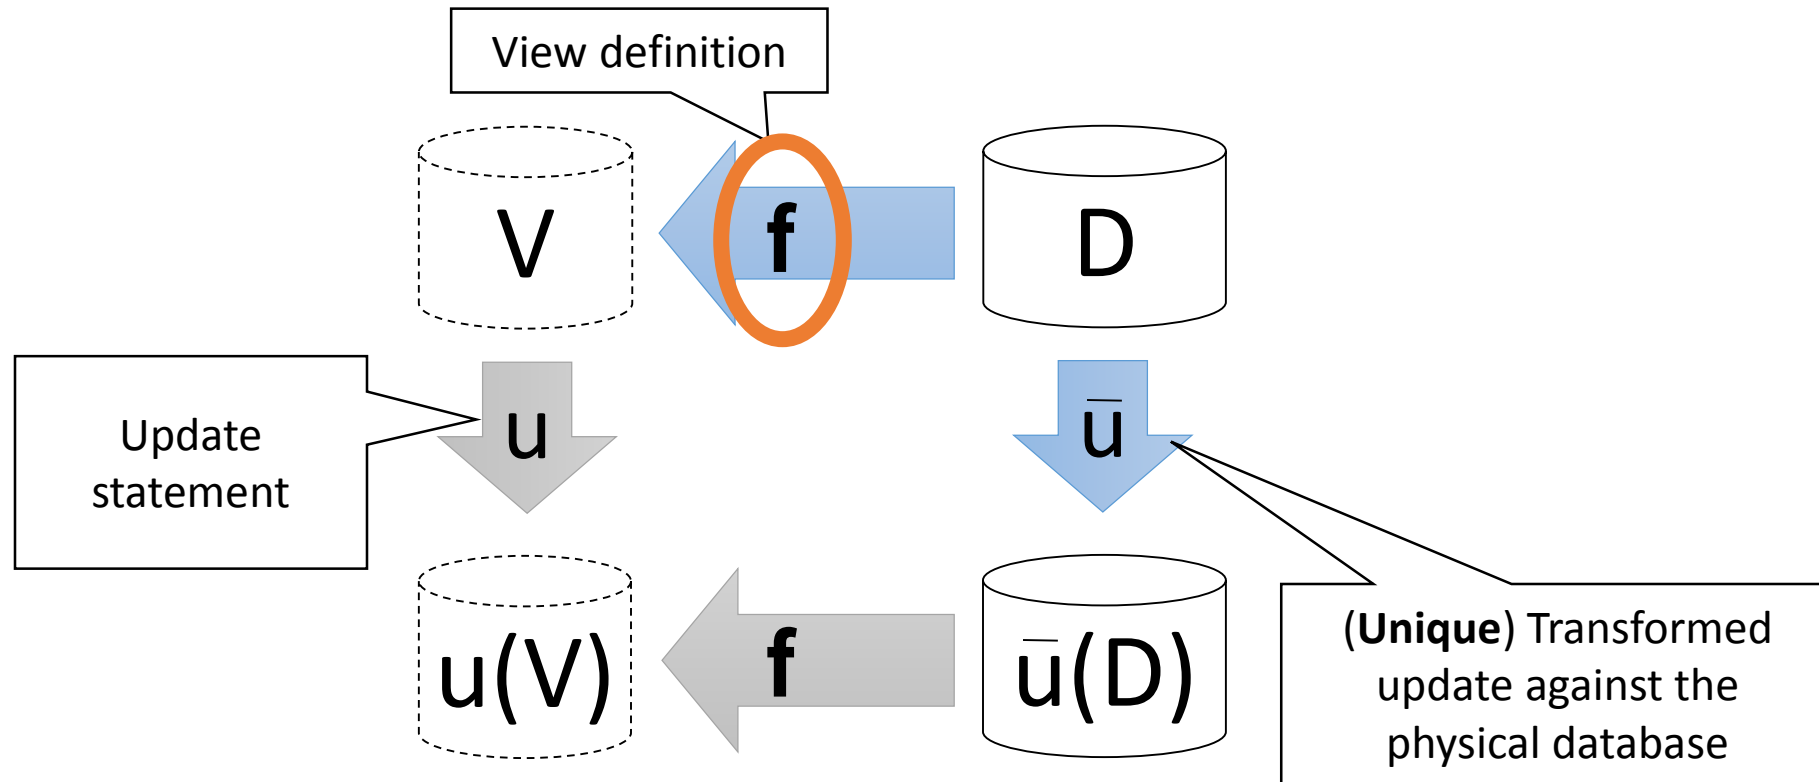 View definition
V
f
D
Update
statement
u
ū
u(V)
f
ū(D)
(Unique) Transformed
update against the
physical database